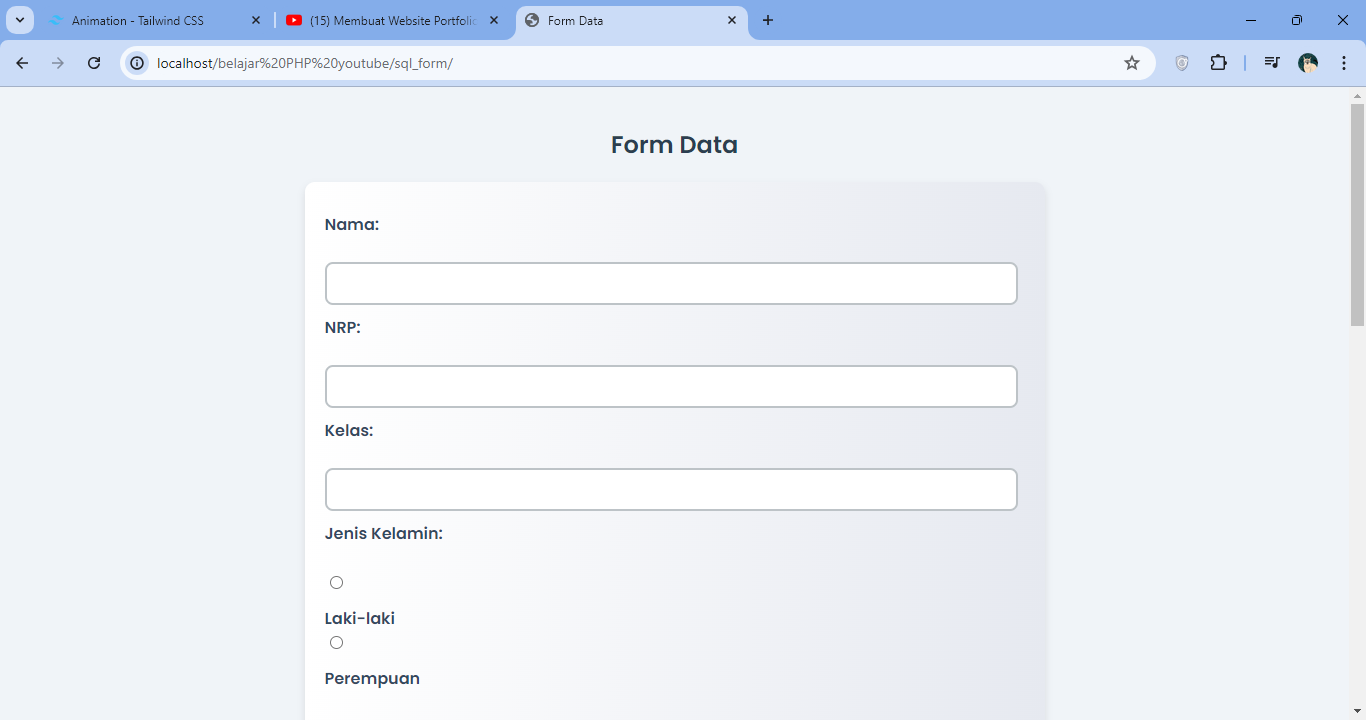 Animation - Tailwind CSS
(15) Membuat Website Portfolio
Form Data
localhost/belajar%20PHP%20youtube/sql_form/
Form Data
Nama:
NRP:
Kelas:
Jenis Kelamin:
Laki-laki
Perempuan